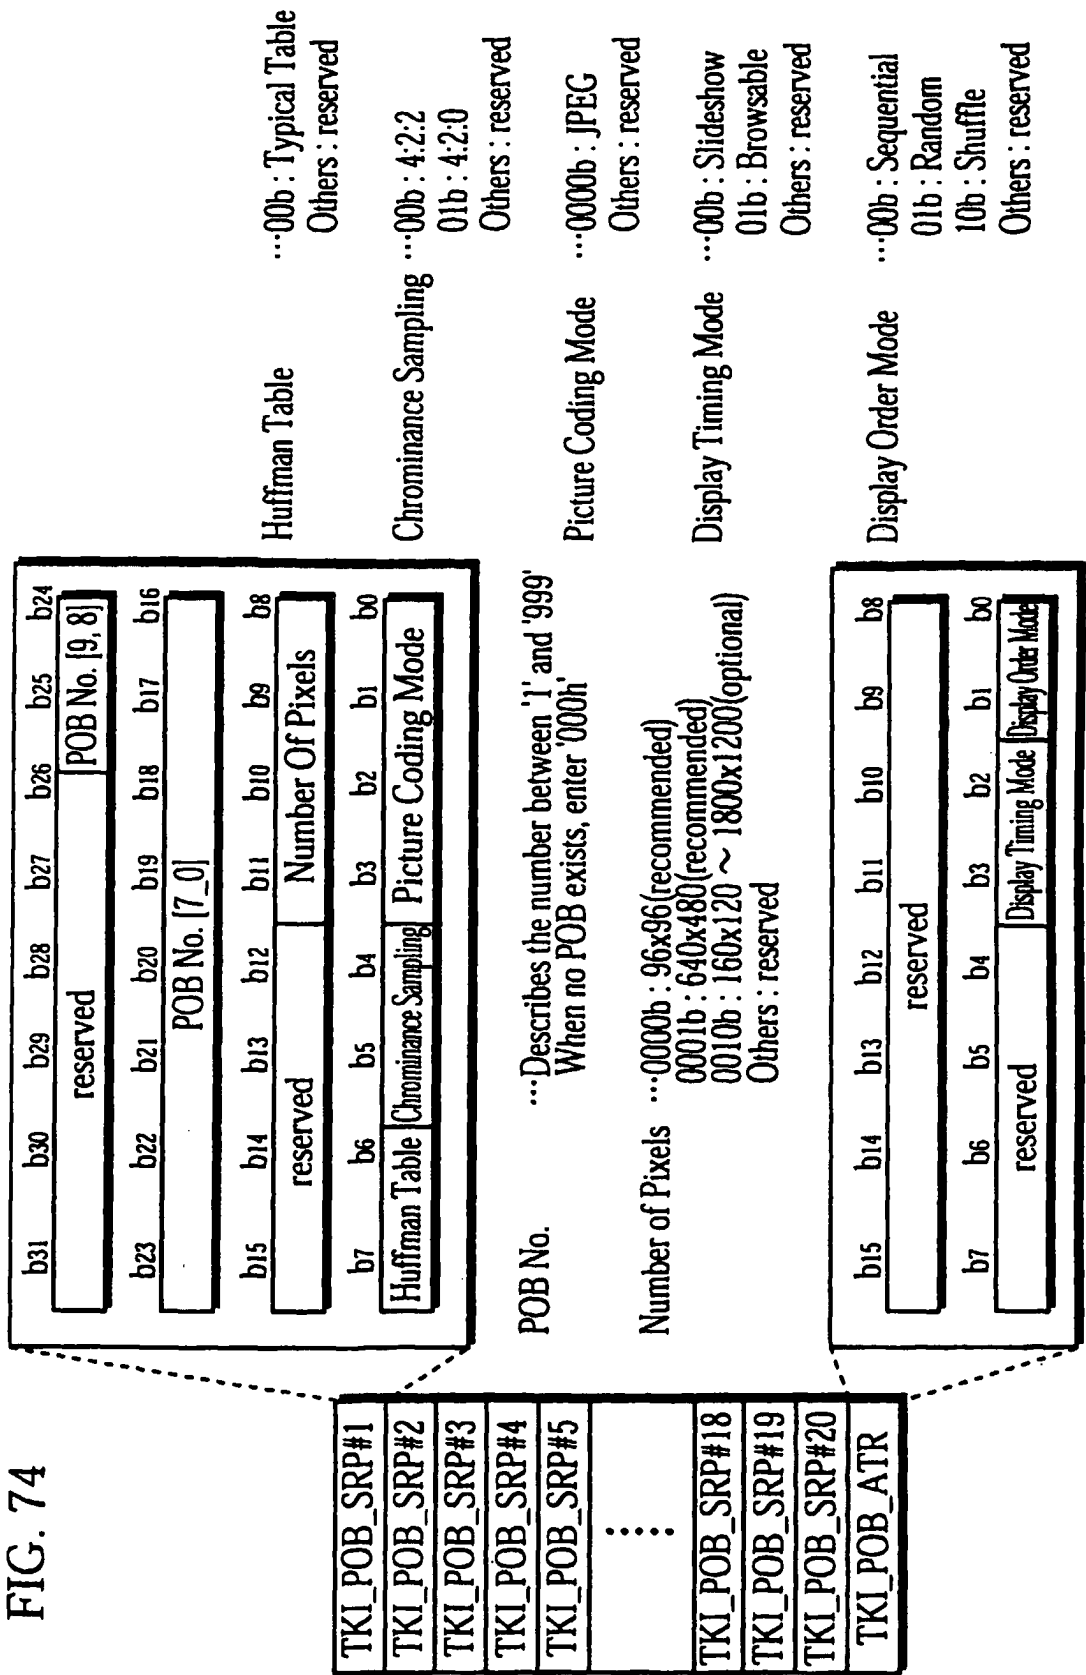 FIG. 74
TKI_POB_SRP#1
TKI_POB_SRP#2
TKI_POB_SRP#3
TKI_POB_SRP#4
TKI_POB_SRP#5
.....
TKI_POB_SRP#18
TKI_POB_SRP#19
TKI_POB_SRP#20
TKI_POB_ATR
b31 b30 b29 b28 b27 b26 b25 b24
reserved POB No. [9, 8]
b23 b22 b21 b20 b19 b18 b17 b16
POB No. [7_0]
b15 b14 b13 b12 b11 b10 b9 b8
reserved Number Of Pixels
b7 b6 b5 b4 b3 b2 b1 b0
Huffman Table Chrominance Sampling Picture Coding Mode
POB No. ···Describes the number between '1' and '999'
When no POB exists, enter '000h'
Number of Pixels ···0000b : 96x96(recommended)
0001b : 640x480(recommended)
0010b : 160x120 ~ 1800x1200(optional)
Others : reserved
b15 b14 b13 b12 b11 b10 b9 b8
reserved
b7 b6 b5 b4 b3 b2 b1 b0
reserved Display Timing Mode Display Order Mode
Huffman Table ···00b : Typical Table
Others : reserved
Chrominance Sampling ···00b : 4:2:2
01b : 4:2:0
Others : reserved
Picture Coding Mode ···0000b : JPEG
Others : reserved
Display Timing Mode ···00b : Slideshow
01b : Browsable
Others : reserved
Display Order Mode ···00b : Sequential
01b : Random
10b : Shuffle
Others : reserved